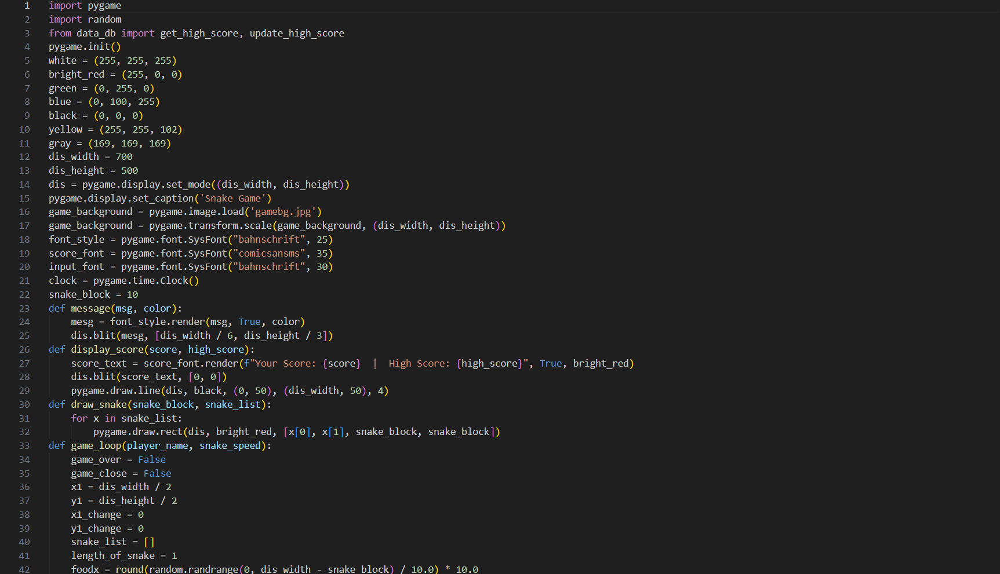 1 import pygame
2 import random
3 from data_db import get_high_score, update_high_score
4 pygame.init()
5 white = (255, 255, 255)
6 bright_red = (255, 0, 0)
7 green = (0, 255, 0)
8 blue = (0, 100, 255)
9 black = (0, 0, 0)
10 yellow = (255, 255, 102)
11 gray = (169, 169, 169)
12 dis_width = 700
13 dis_height = 500
14 dis = pygame.display.set_mode((dis_width, dis_height))
15 pygame.display.set_caption('Snake Game')
16 game_background = pygame.image.load('gamebg.jpg')
17 game_background = pygame.transform.scale(game_background, (dis_width, dis_height))
18 font_style = pygame.font.SysFont("bahnschrift", 25)
19 score_font = pygame.font.SysFont("comicsansms", 35)
20 input_font = pygame.font.SysFont("bahnschrift", 30)
21 clock = pygame.time.Clock()
22 snake_block = 10
23 def message(msg, color):
24     mesg = font_style.render(msg, True, color)
25     dis.blit(mesg, [dis_width / 6, dis_height / 3])
26 def display_score(score, high_score):
27     score_text = score_font.render(f"Your Score: {score}  |  High Score: {high_score}", True, bright_red)
28     dis.blit(score_text, [0, 0])
29     pygame.draw.line(dis, black, (0, 50), (dis_width, 50), 4)
30 def draw_snake(snake_block, snake_list):
31     for x in snake_list:
32         pygame.draw.rect(dis, bright_red, [x[0], x[1], snake_block, snake_block])
33 def game_loop(player_name, snake_speed):
34     game_over = False
35     game_close = False
36     x1 = dis_width / 2
37     y1 = dis_height / 2
38     x1_change = 0
39     y1_change = 0
40     snake_list = []
41     length_of_snake = 1
42     foodx = round(random.randrange(0, dis_width - snake_block) / 10.0) * 10.0